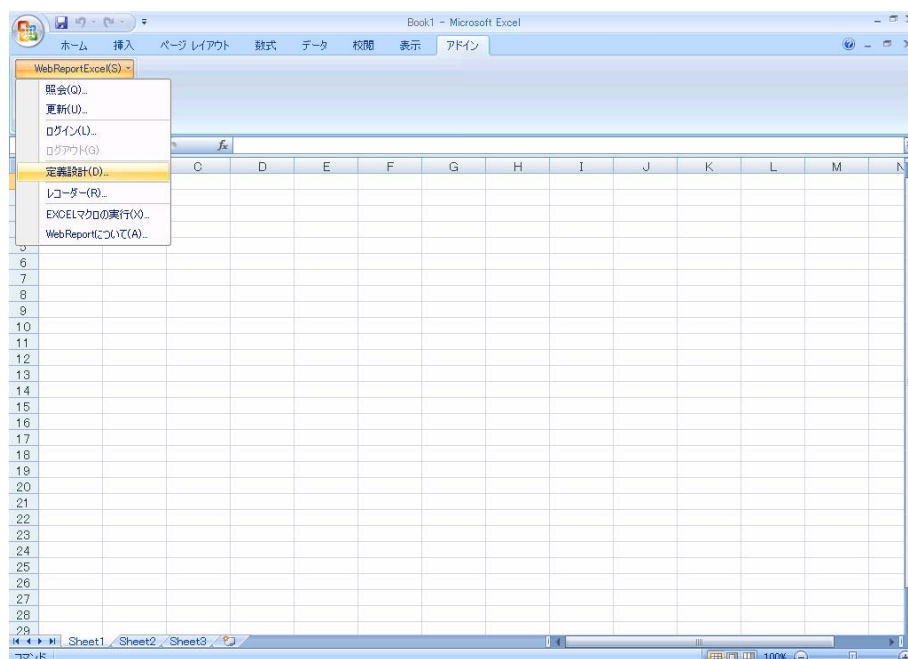 Book1 - Microsoft Excel
ホーム 挿入 ページ レイアウト 数式 データ 校閲 表示 アドイン
WebReportExcel(S)
照会(Q)...
更新(U)...
ログイン(L)...
ログアウト(G)
定義設計(D)...
レコーダー(R)...
EXCELマクロの実行(X)...
WebReportについて(A)...
fx
C D E F G H I J K L M N
5
6
7
8
9
10
11
12
13
14
15
16
17
18
19
20
21
22
23
24
25
26
27
28
29
Sheet1 Sheet2 Sheet3
コマンド 100%